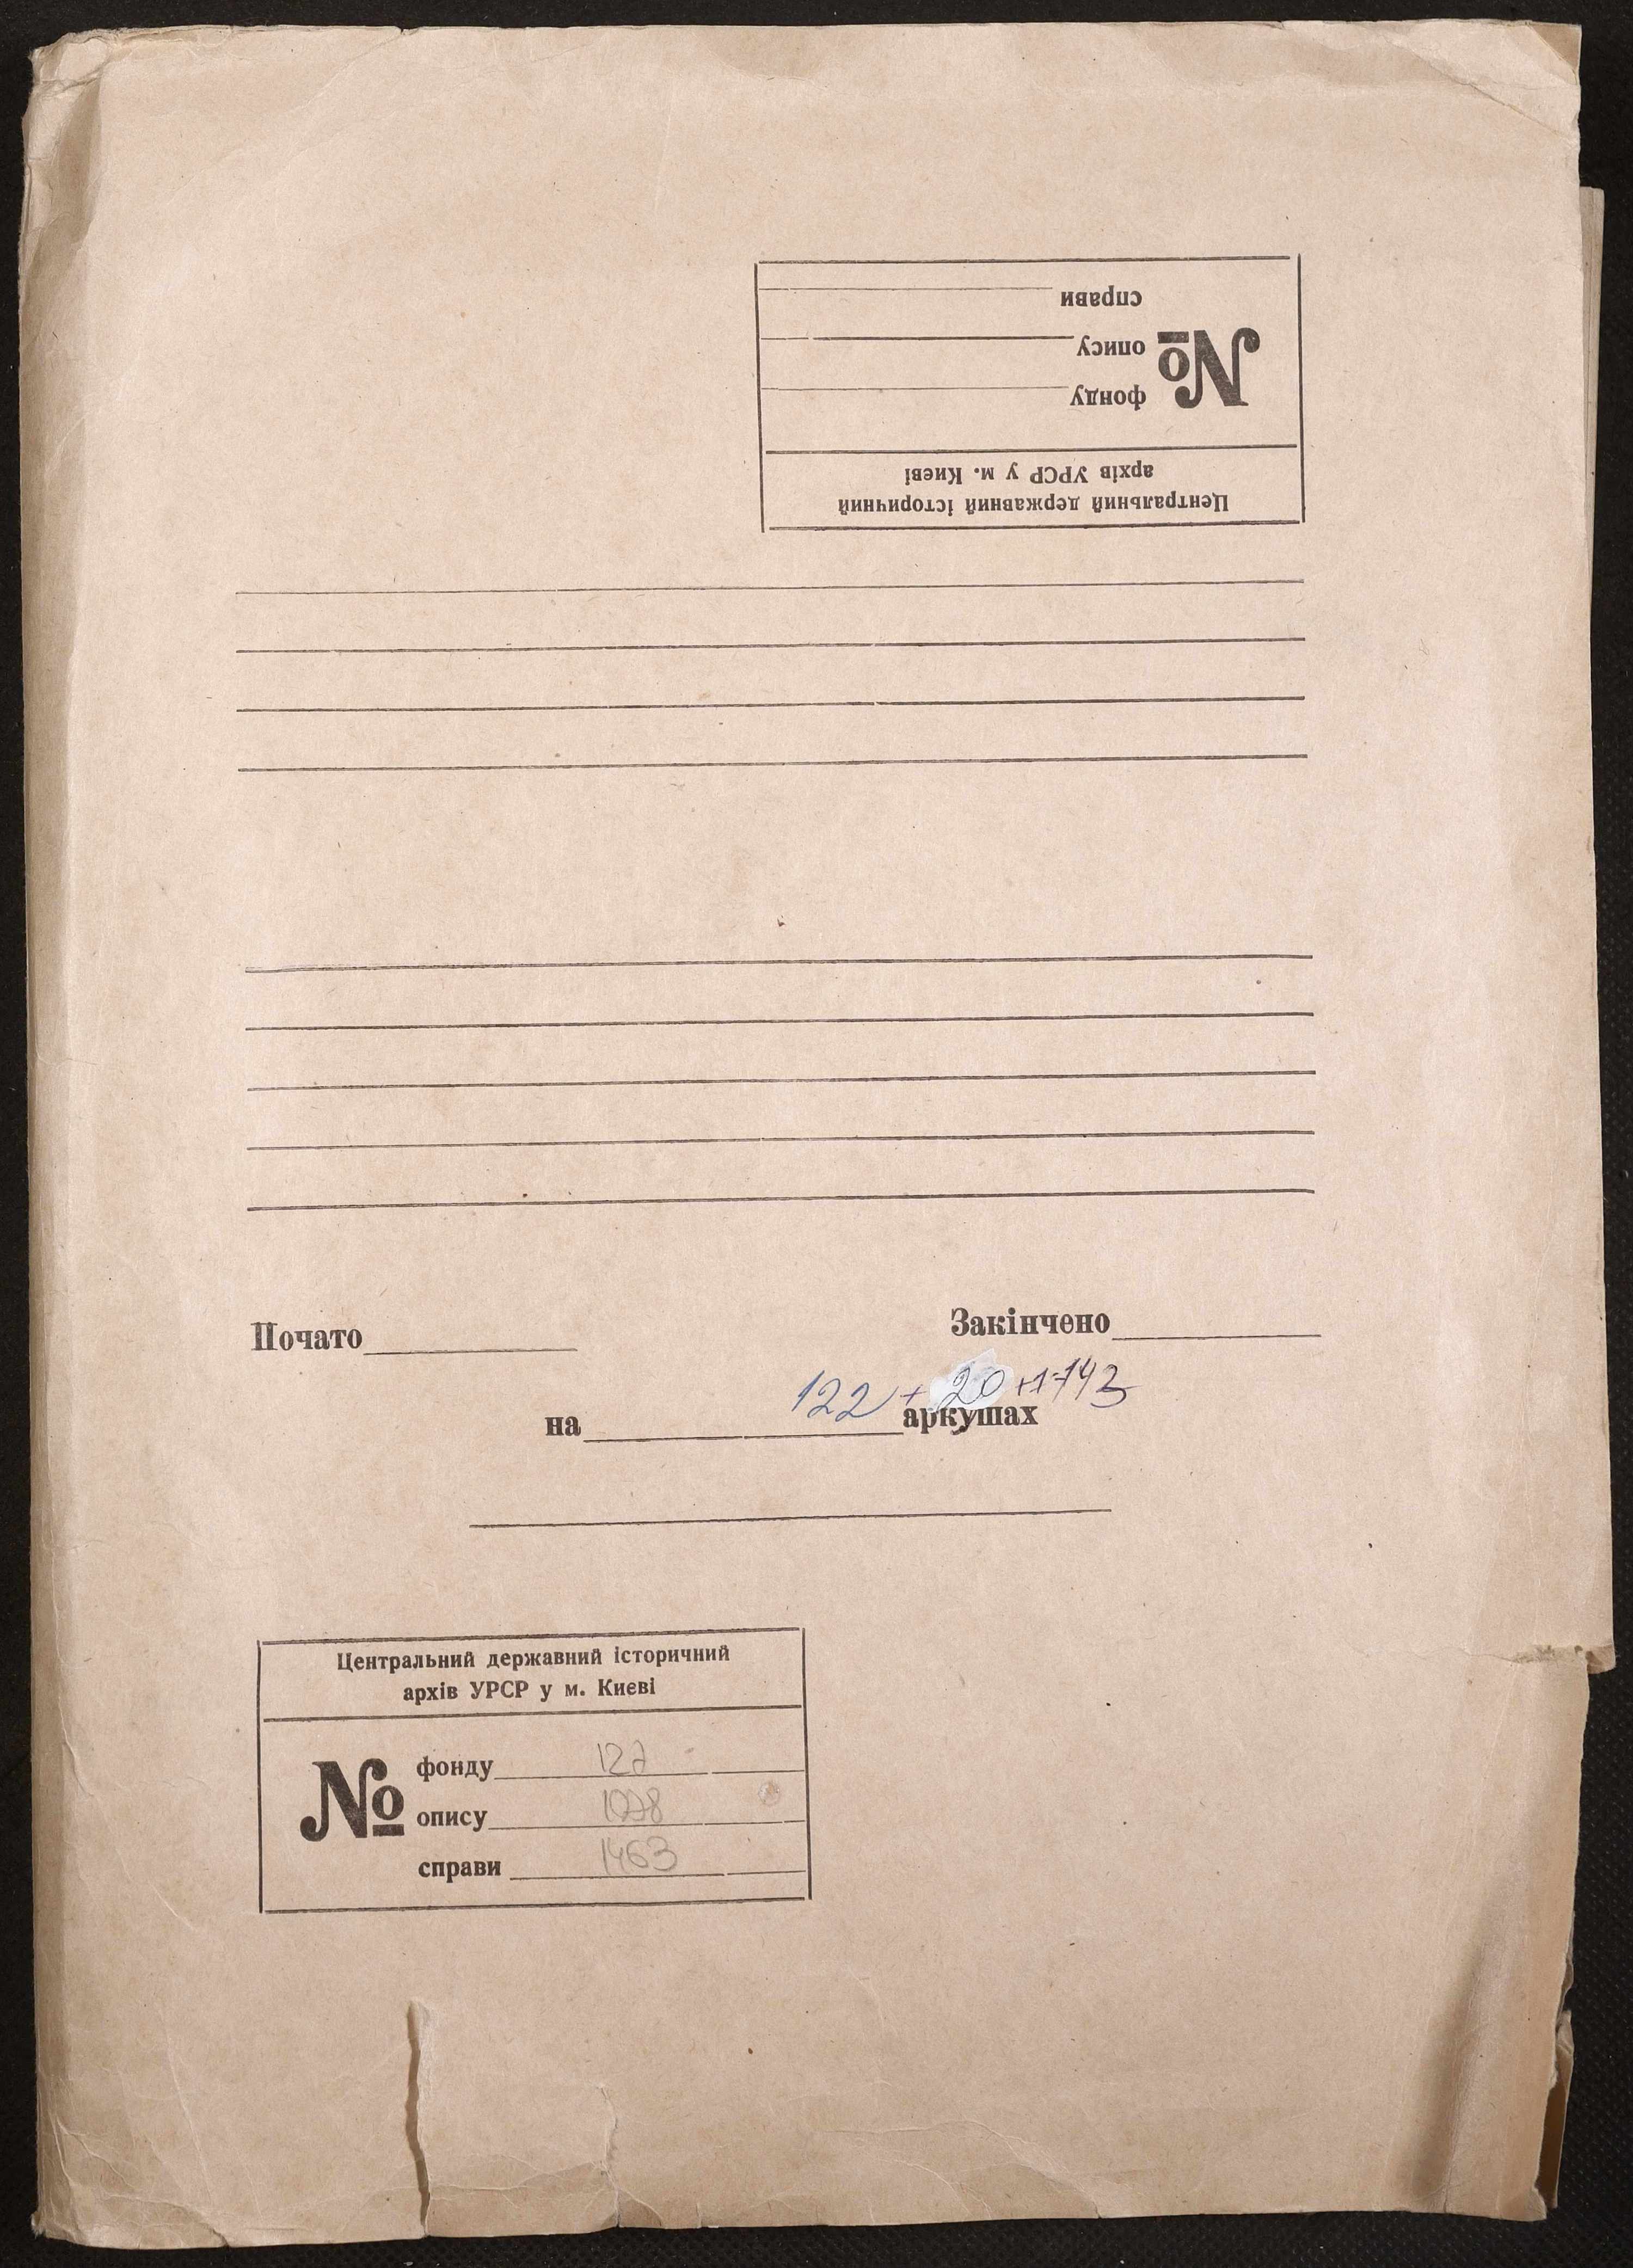 справи
опису
№
фонду
Центральний державний історичний
архів УРСР у м. Києві
Почато
Закінчено
122 + 20 +1=143
на аркушах
Центральний державний історичний
архів УРСР у м. Києві
фонду 127
№
опису 1078
справи 1463